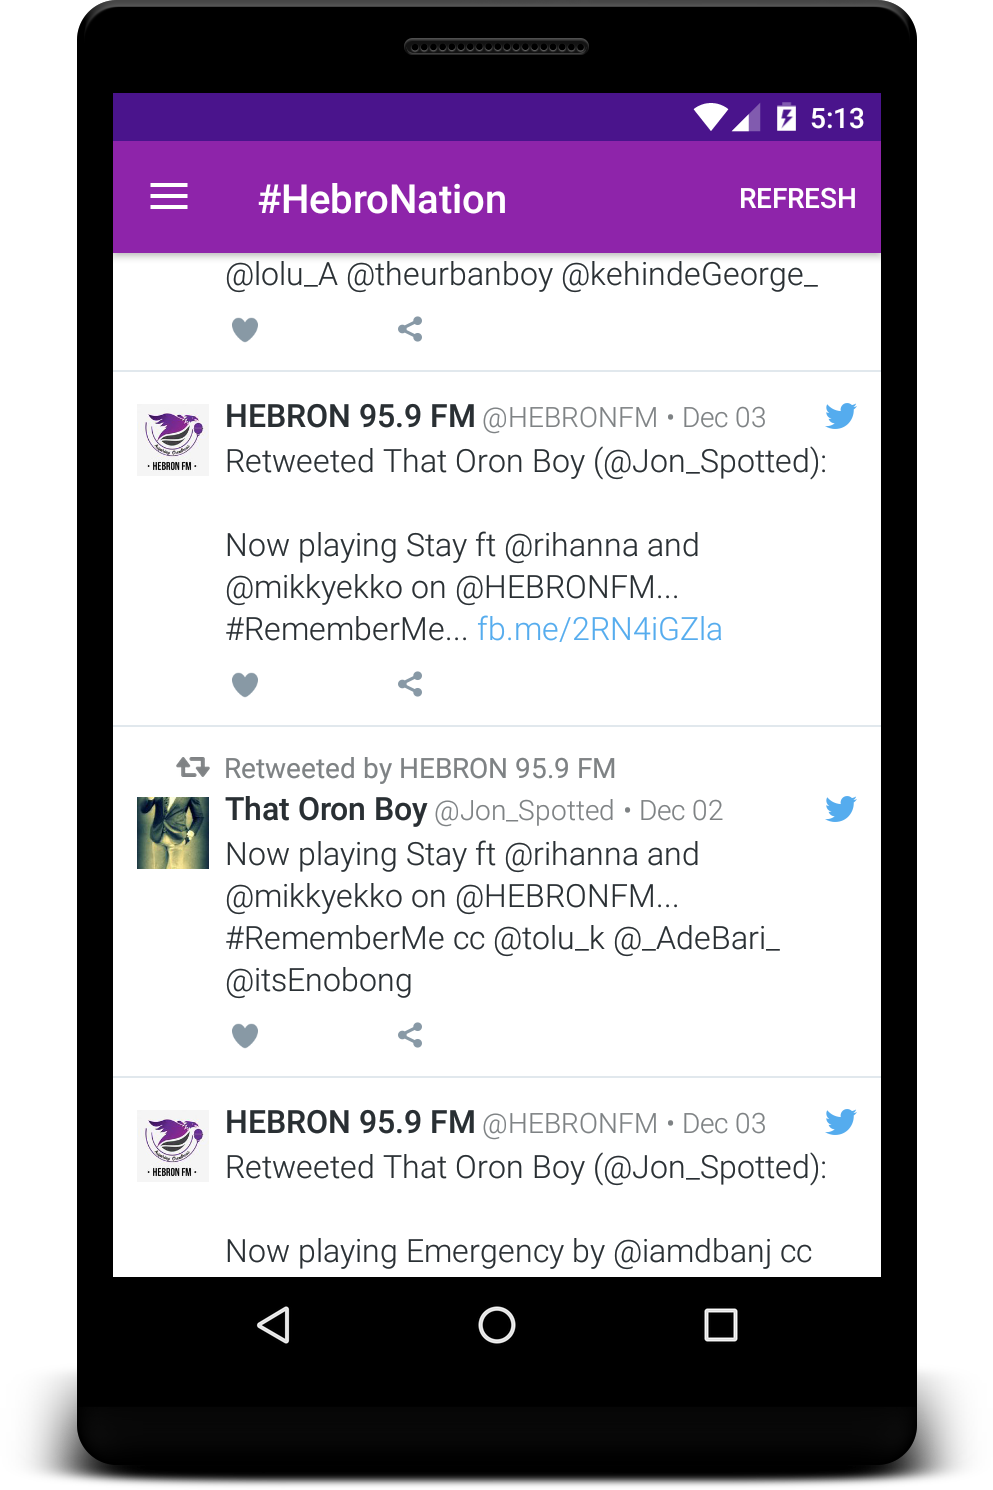 5:13
#HebroNation REFRESH
@lolu_A @theurbanboy @kehindeGeorge_
HEBRON 95.9 FM @HEBRONFM • Dec 03
• HEBRON FM •
Retweeted That Oron Boy (@Jon_Spotted):
Now playing Stay ft @rihanna and
@mikkyekko on @HEBRONFM...
#RememberMe... fb.me/2RN4iGZla
Retweeted by HEBRON 95.9 FM
That Oron Boy @Jon_Spotted • Dec 02
Now playing Stay ft @rihanna and
@mikkyekko on @HEBRONFM...
#RememberMe cc @tolu_k @_AdeBari_
@itsEnobong
HEBRON 95.9 FM @HEBRONFM • Dec 03
• HEBRON FM •
Retweeted That Oron Boy (@Jon_Spotted):
Now playing Emergency by @iamdbanj cc